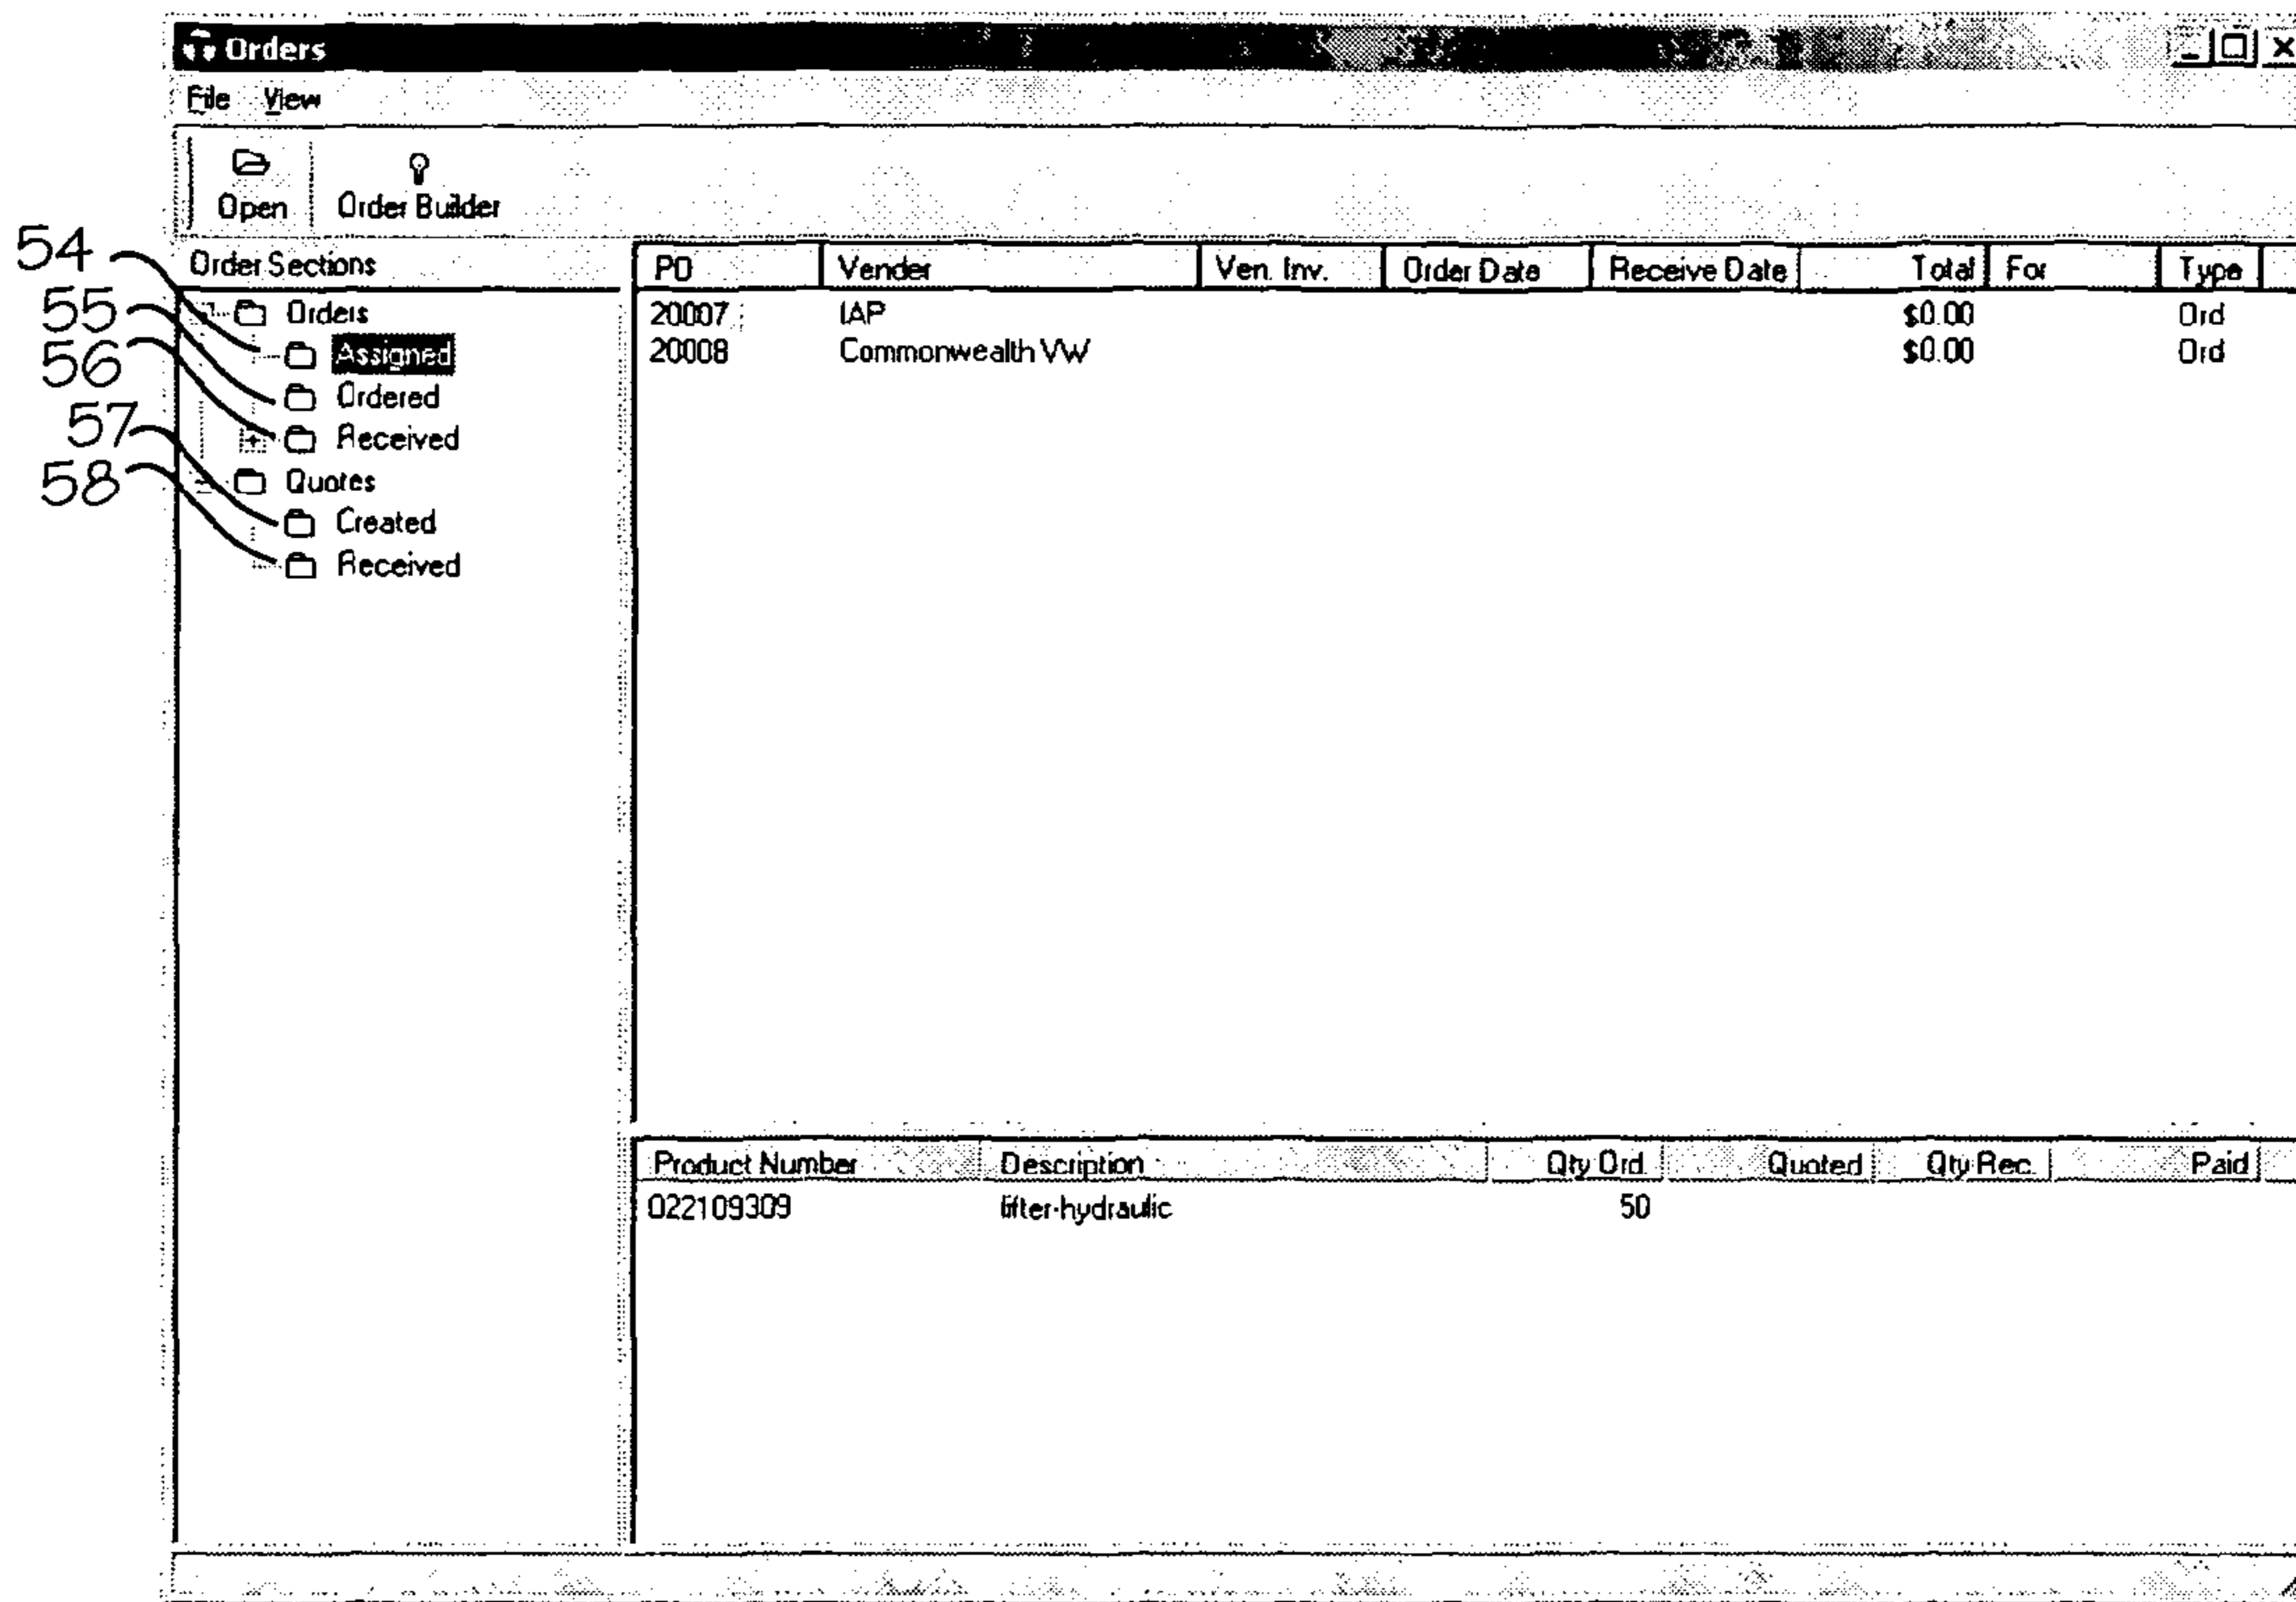 Orders
File View
Open Order Builder
Order Sections
54
55
56
57
58
Orders
Assigned
Ordered
Received
Quotes
Created
Received
PO Vender Ven. Inv. Order Date Receive Date Total For Type
20007 IAP $0.00 Ord
20008 Commonwealth VW $0.00 Ord
Product Number Description Qty Ord. Quoted Qty Rec. Paid
022109309 lifter-hydraulic 50